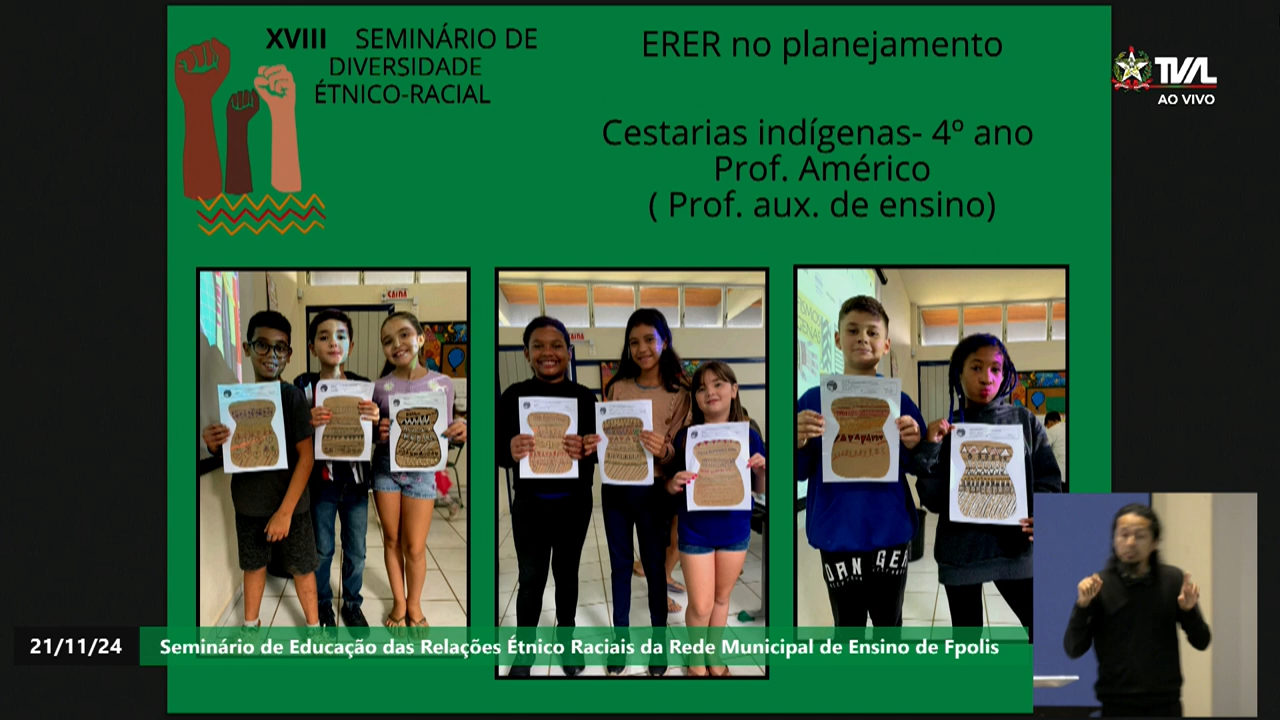 XVIII SEMINÁRIO DE
DIVERSIDADE
ÉTNICO-RACIAL
ERER no planejamento
Cestarias indígenas- 4º ano
Prof. Américo
( Prof. aux. de ensino)
TVAL
AO VIVO
CAINÃ
21/11/24
Seminário de Educação das Relações Étnico Raciais da Rede Municipal de Ensino de Fpolis